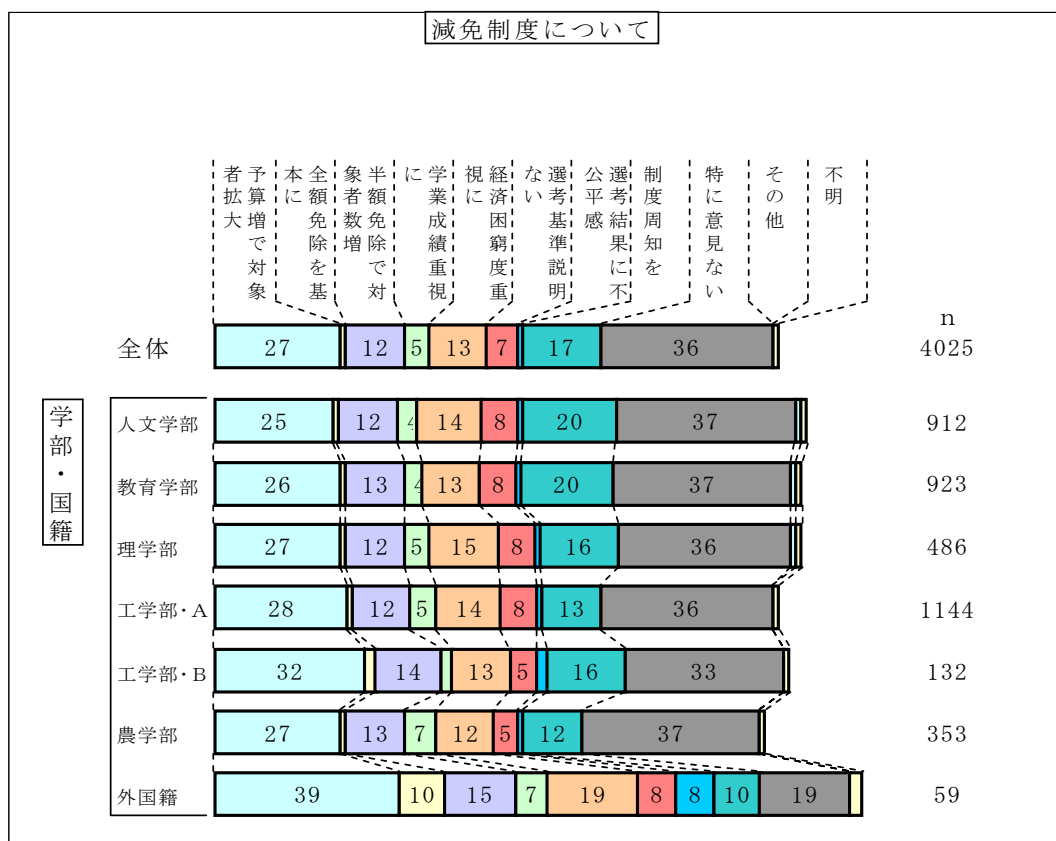 減免制度について
予算増で対象
者拡大
全額免除を基
本に
半額免除で対
象者数増
学業成績重視
に
経済困窮度重
視に
選考基準説明
ない
選考結果に不
公平感
制度周知を
特に意見ない
その他
不明
n
全体 27 12 5 13 7 17 36 4025
学部・国籍
人文学部 25 12 4 14 8 20 37 912
教育学部 26 13 4 13 8 20 37 923
理学部 27 12 5 15 8 16 36 486
工学部・A 28 12 5 14 8 13 36 1144
工学部・B 32 14 13 5 16 33 132
農学部 27 13 7 12 5 12 37 353
外国籍 39 10 15 7 19 8 8 10 19 59